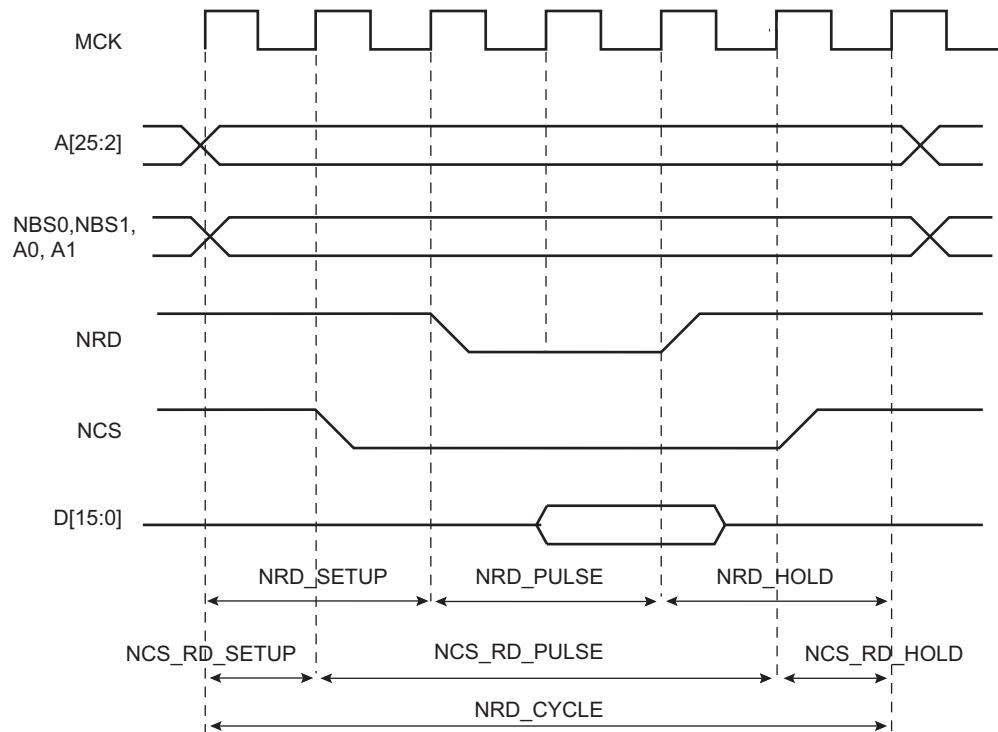 MCK
A[25:2]
NBS0,NBS1,
A0, A1
NRD
NCS
D[15:0]
NRD_SETUP NRD_PULSE NRD_HOLD
NCS_RD_SETUP NCS_RD_PULSE NCS_RD_HOLD
NRD_CYCLE